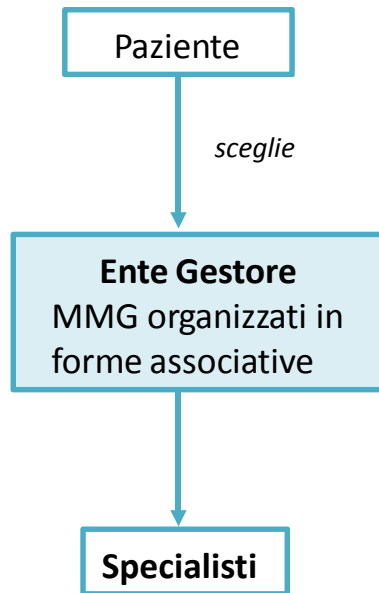 Paziente
sceglie
Ente Gestore
MMG organizzati in
forme associative
Specialisti